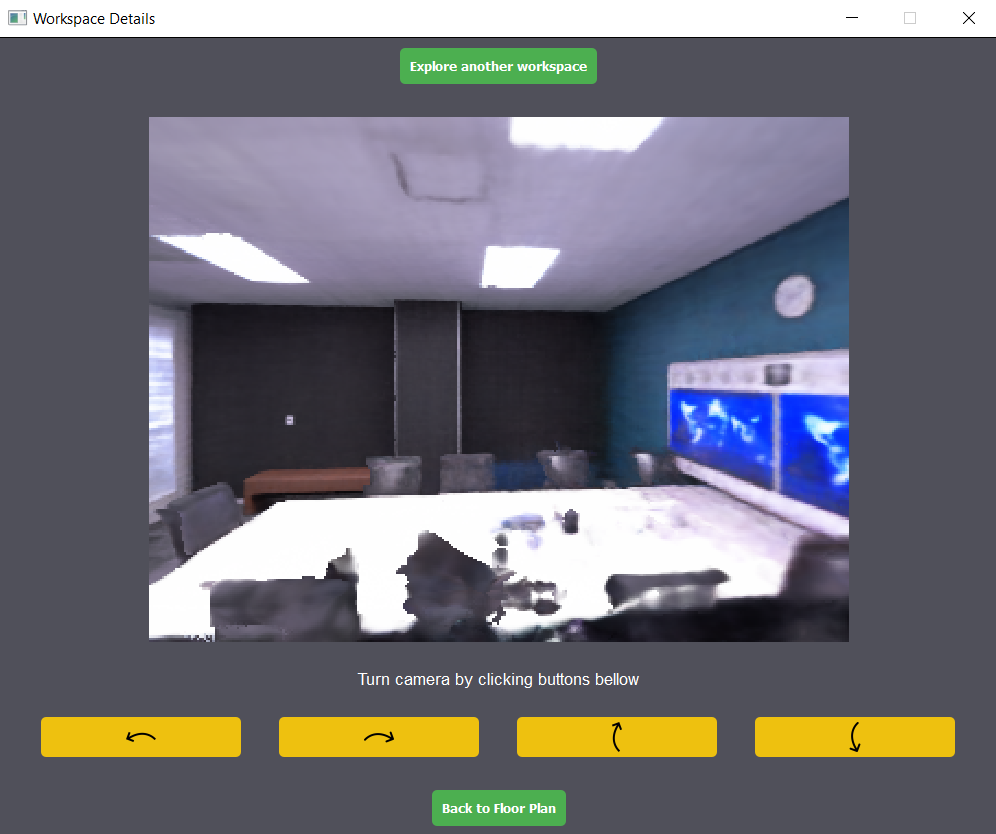 Workspace Details
Explore another workspace
Turn camera by clicking buttons bellow
Back to Floor Plan